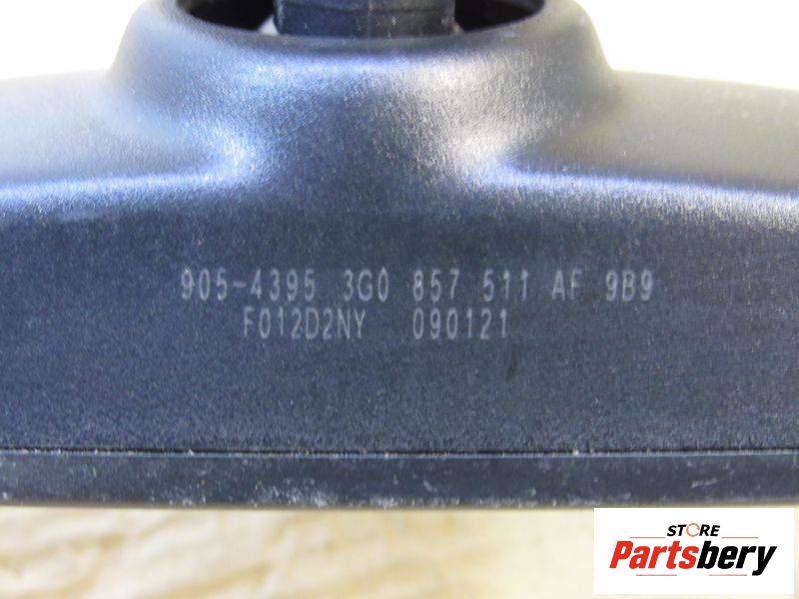 905-4395 3G0 857 511 AF 9B9
F012D2NY 090121
STORE
Partsbery